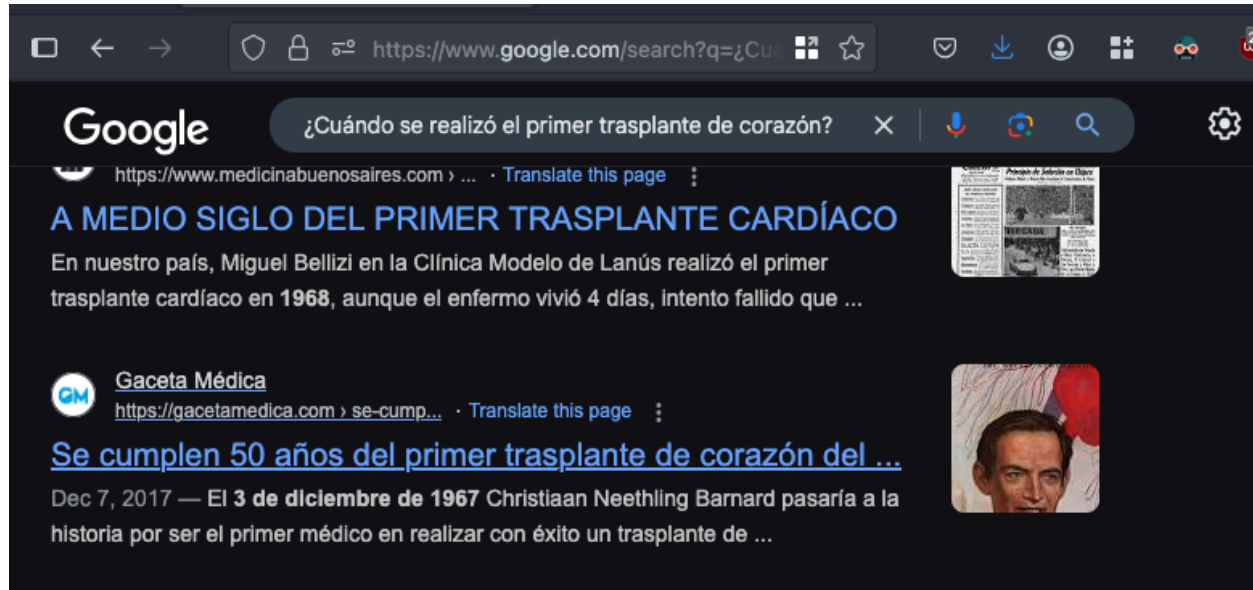 https://www.google.com/search?q=¿Cua
Google
¿Cuándo se realizó el primer trasplante de corazón?
https://www.medicinabuenosaires.com › ... · Translate this page
A MEDIO SIGLO DEL PRIMER TRASPLANTE CARDÍACO
En nuestro país, Miguel Bellizi en la Clínica Modelo de Lanús realizó el primer
trasplante cardíaco en 1968, aunque el enfermo vivió 4 días, intento fallido que ...
GM
Gaceta Médica
https://gacetamedica.com › se-cump... · Translate this page
Se cumplen 50 años del primer trasplante de corazón del ...
Dec 7, 2017 — El 3 de diciembre de 1967 Christiaan Neethling Barnard pasaría a la
historia por ser el primer médico en realizar con éxito un trasplante de ...